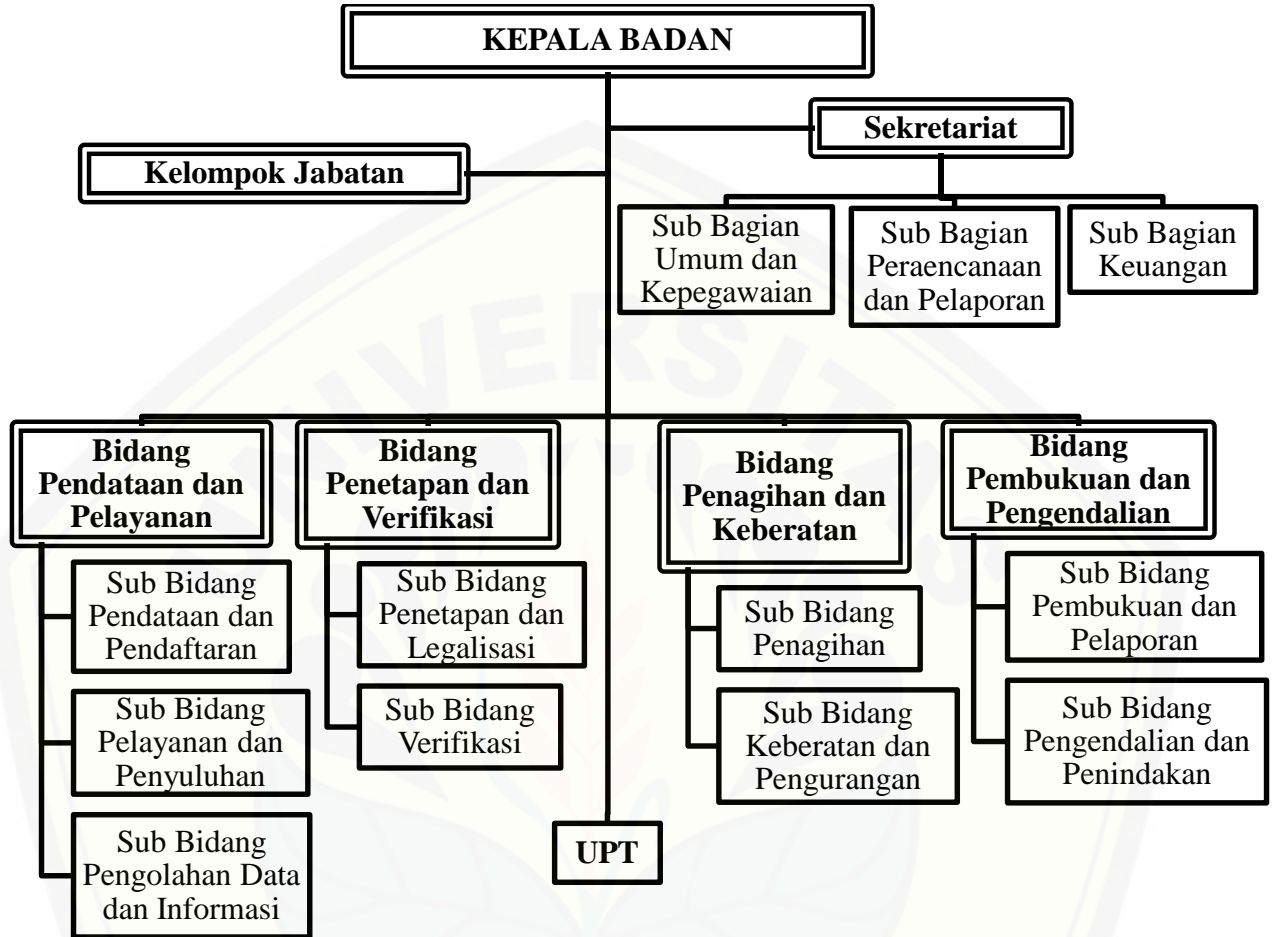 KEPALA BADAN
Sekretariat
Kelompok Jabatan
Sub Bagian
Umum dan
Kepegawaian
Sub Bagian
Peraencanaan
dan Pelaporan
Sub Bagian
Keuangan
Bidang
Pendataan dan
Pelayanan
Bidang
Penetapan dan
Verifikasi
Bidang
Penagihan dan
Keberatan
Bidang
Pembukuan dan
Pengendalian
Sub Bidang
Pendataan dan
Pendaftaran
Sub Bidang
Pelayanan dan
Penyuluhan
Sub Bidang
Pengolahan Data
dan Informasi
Sub Bidang
Penetapan dan
Legalisasi
Sub Bidang
Verifikasi
Sub Bidang
Penagihan
Sub Bidang
Keberatan dan
Pengurangan
Sub Bidang
Pembukuan dan
Pelaporan
Sub Bidang
Pengendalian dan
Penindakan
UPT
UNIVERSITAS